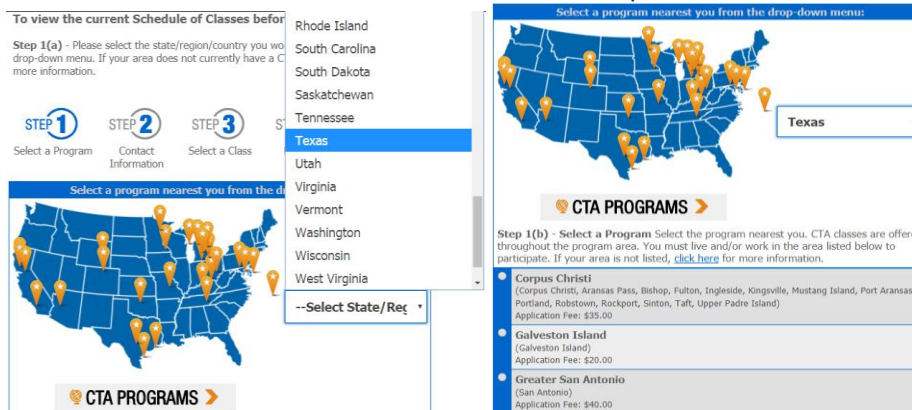 To view the current Schedule of Classes befor
Step 1(a) - Please select the state/region/country you wo
drop-down menu. If your area does not currently have a C
more information.
STEP 1
Select a Program
STEP 2
Contact
Information
STEP 3
Select a Class
Select a program nearest you from the d
CTA PROGRAMS
Rhode Island
South Carolina
South Dakota
Saskatchewan
Tennessee
Texas
Utah
Virginia
Vermont
Washington
Wisconsin
West Virginia
--Select State/Reg
Select a program nearest you from the drop-down menu:
Texas
CTA PROGRAMS
Step 1(b) - Select a Program Select the program nearest you. CTA classes are offere
throughout the program area. You must live and/or work in the area listed below to
participate. If your area is not listed, click here for more information.
Corpus Christi
(Corpus Christi, Aransas Pass, Bishop, Fulton, Ingleside, Kingsville, Mustang Island, Port Aransas
Portland, Robstown, Rockport, Sinton, Taft, Upper Padre Island)
Application Fee: $35.00
Galveston Island
(Galveston Island)
Application Fee: $20.00
Greater San Antonio
(San Antonio)
Application Fee: $40.00